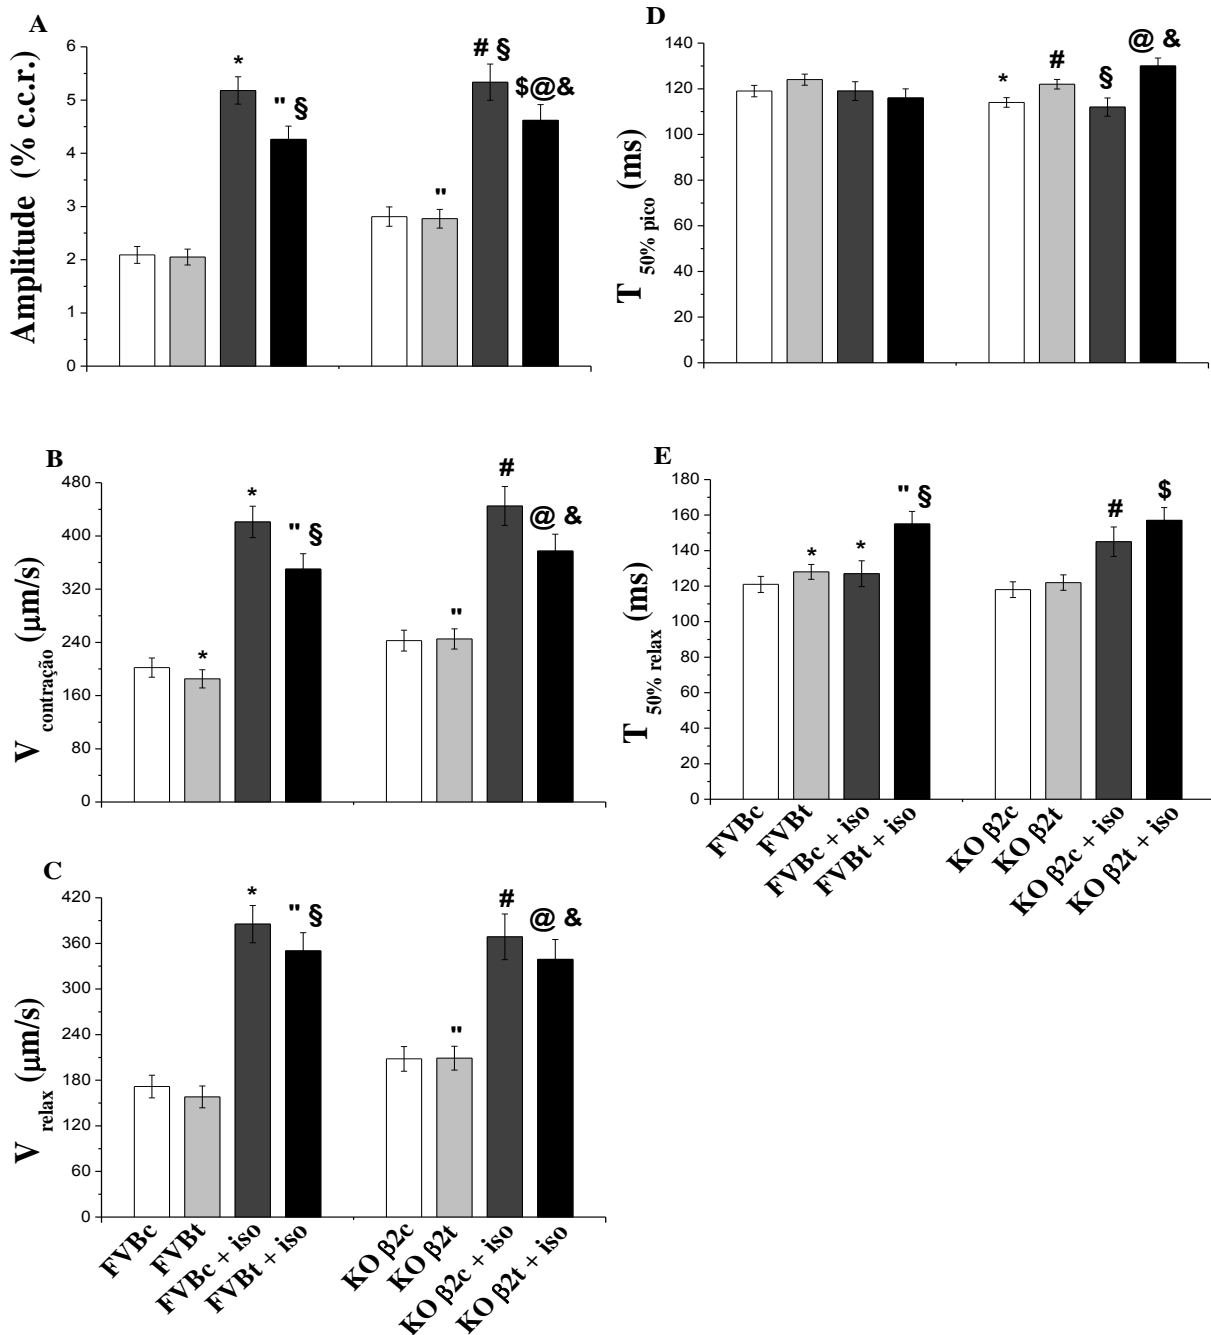 A
Amplitude (% c.c.r.)
6
5
4
3
2
1
0
*
" §
"
# §
$@&
D
T 50% pico (ms)
140
120
100
80
60
40
20
0
*
#
§
@ &
B
V contração (μm/s)
480
400
320
240
160
80
0
*
*
" §
"
#
@ &
E
T 50% relax (ms)
180
160
140
120
100
80
60
40
20
0
*
*
" §
#
$
FVBc
FVBt
FVBc + iso
FVBt + iso
KO β2c
KO β2t
KO β2c + iso
KO β2t + iso
C
V relax (μm/s)
420
360
300
240
180
120
60
0
*
" §
"
#
@ &
FVBc
FVBt
FVBc + iso
FVBt + iso
KO β2c
KO β2t
KO β2c + iso
KO β2t + iso